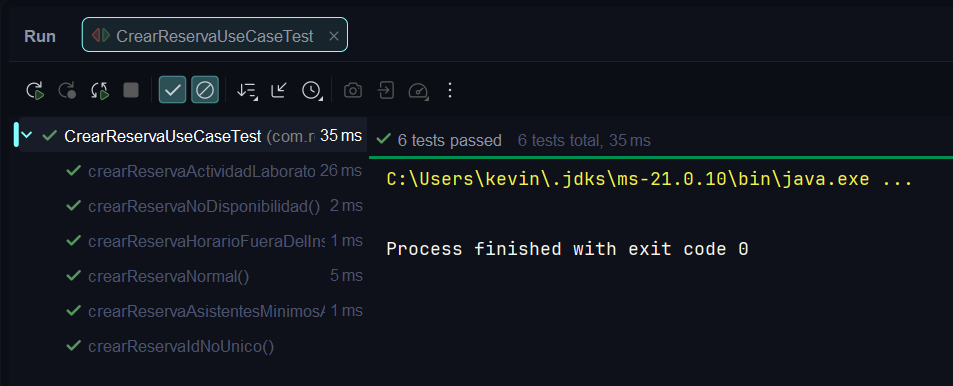 Run CrearReservaUseCaseTest
CrearReservaUseCaseTest (com.r 35 ms
crearReservaActividadLaborato 26 ms
crearReservaNoDisponibilidad() 2 ms
crearReservaHorarioFueraDelIns 1 ms
crearReservaNormal() 5 ms
crearReservaAsistentesMinimosA 1 ms
crearReservaIdNoUnico()
6 tests passed 6 tests total, 35 ms
C:\Users\kevin\.jdks\ms-21.0.10\bin\java.exe ...
Process finished with exit code 0